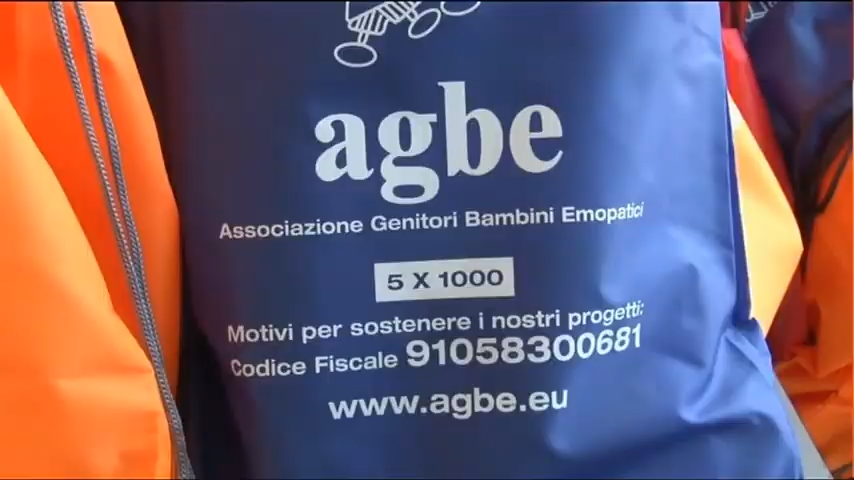 agbe
Associazione Genitori Bambini Emopatici
5 X 1000
Motivi per sostenere i nostri progetti:
Codice Fiscale 91058300681
www.agbe.eu